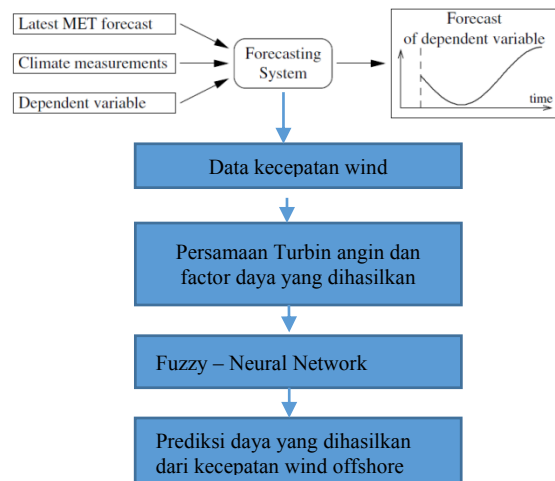 Latest MET forecast
Climate measurements
Dependent variable
Forecasting
System
Forecast
of dependent variable
time
Data kecepatan wind
Persamaan Turbin angin dan
factor daya yang dihasilkan
Fuzzy – Neural Network
Prediksi daya yang dihasilkan
dari kecepatan wind offshore